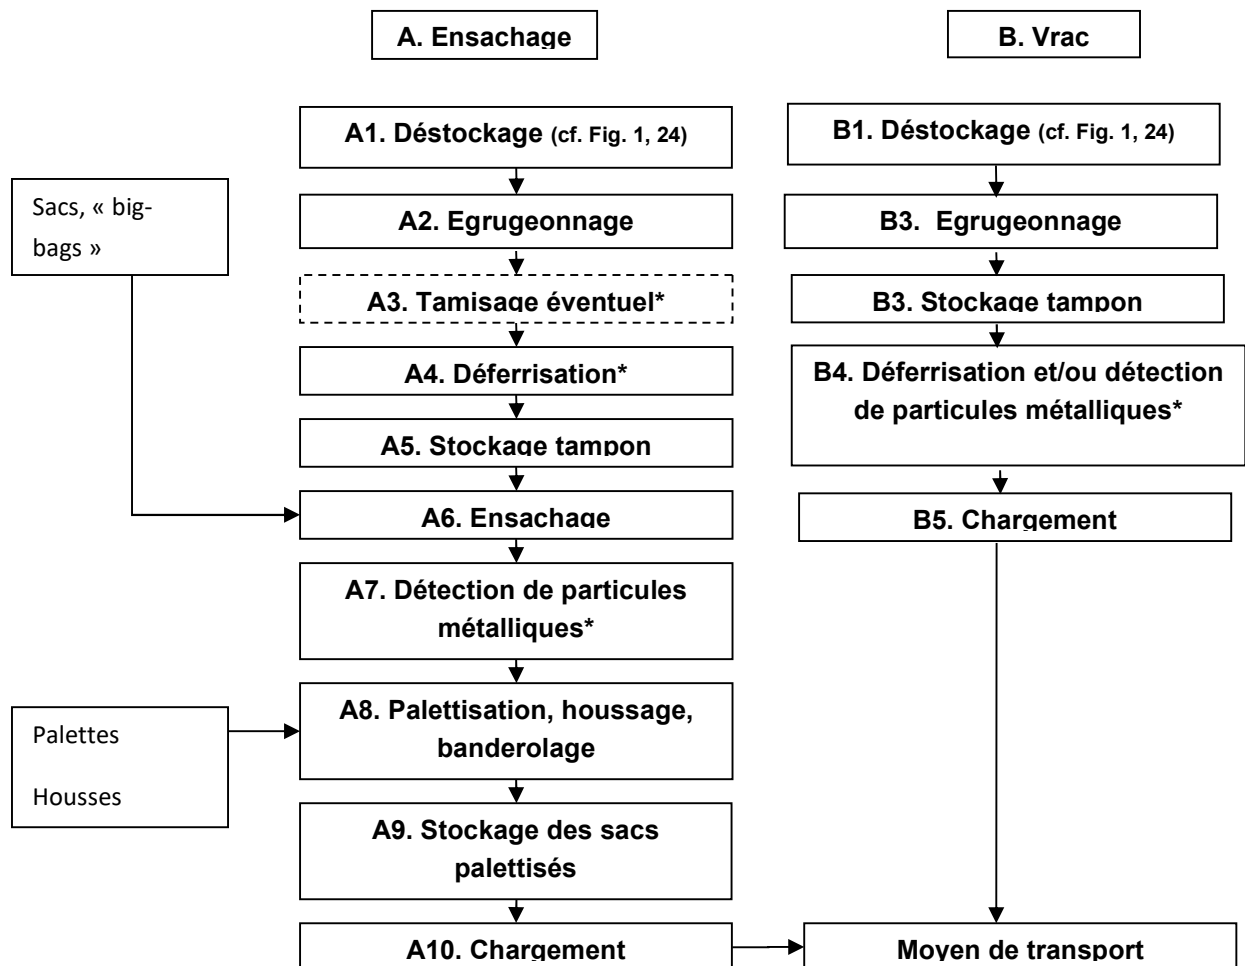 A. Ensachage
B. Vrac
A1. Déstockage (cf. Fig. 1, 24)
B1. Déstockage (cf. Fig. 1, 24)
Sacs, « big-
bags »
A2. Egrugeonnage
B3. Egrugeonnage
A3. Tamisage éventuel*
B3. Stockage tampon
A4. Déferrisation*
B4. Déferrisation et/ou détection
de particules métalliques*
A5. Stockage tampon
A6. Ensachage
B5. Chargement
A7. Détection de particules
métalliques*
Palettes
Housses
A8. Palettisation, houssage,
banderolage
A9. Stockage des sacs
palettisés
A10. Chargement
Moyen de transport